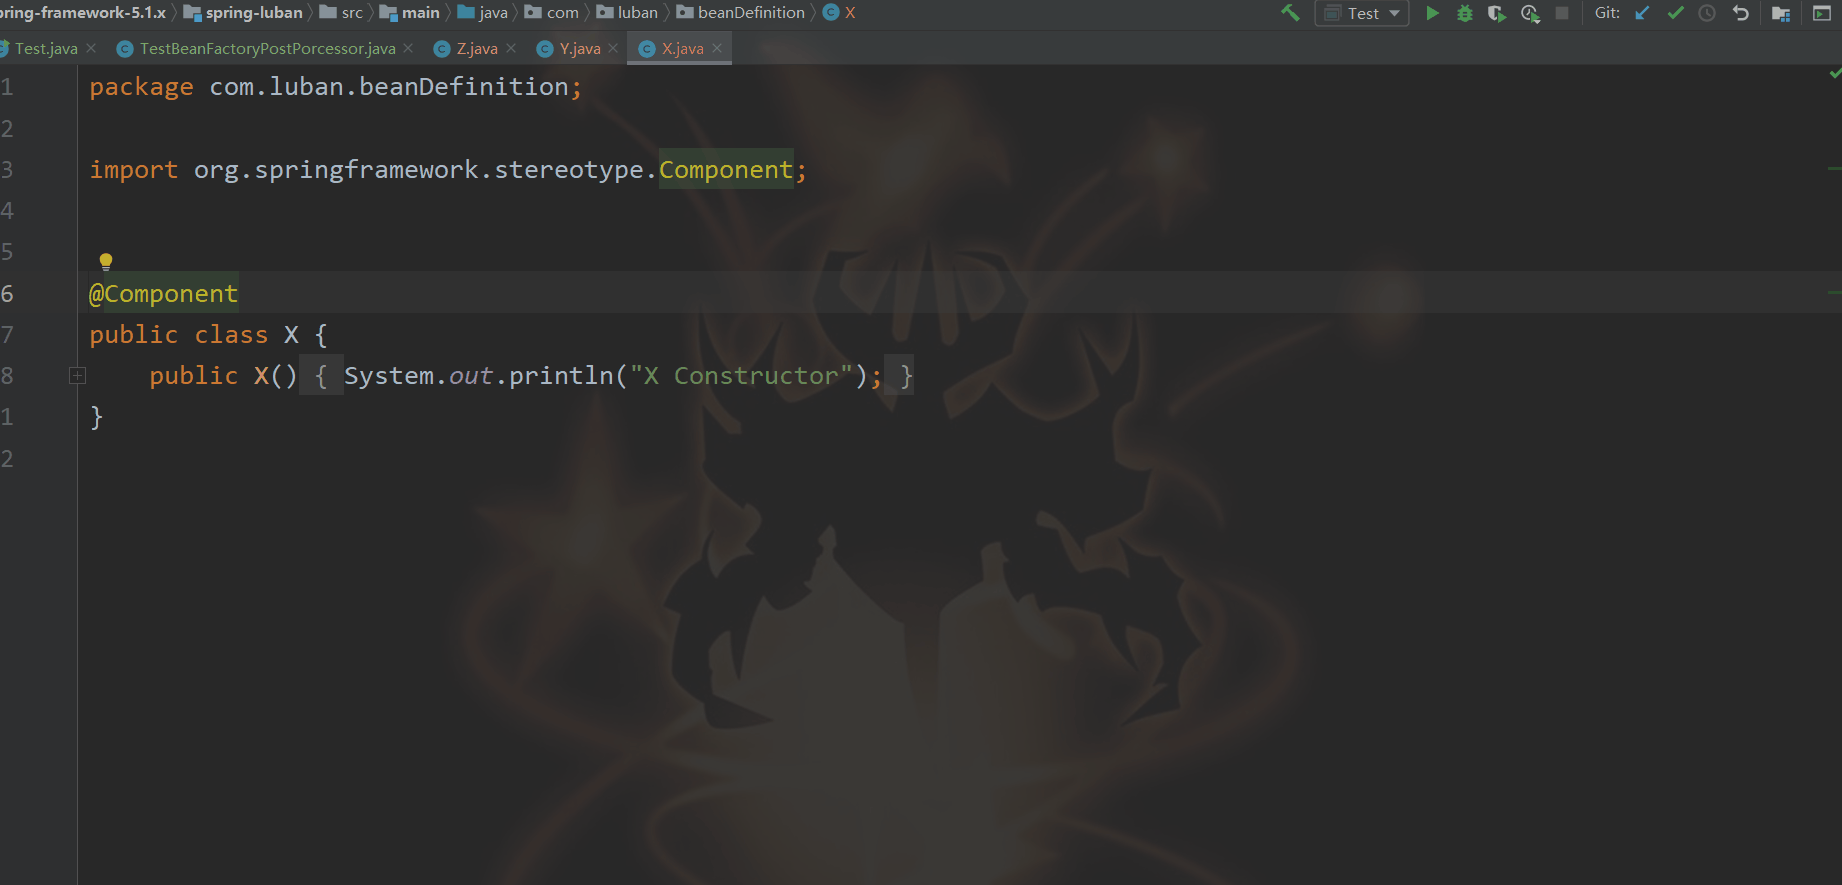 pring-framework-5.1.x spring-luban src main java com luban beanDefinition X Test Git:
Test.java TestBeanFactoryPostPorcessor.java Z.java Y.java X.java
1 package com.luban.beanDefinition;
2
3 import org.springframework.stereotype.Component;
4
5
6 @Component
7 public class X {
8 public X() { System.out.println("X Constructor"); }
1 }
2